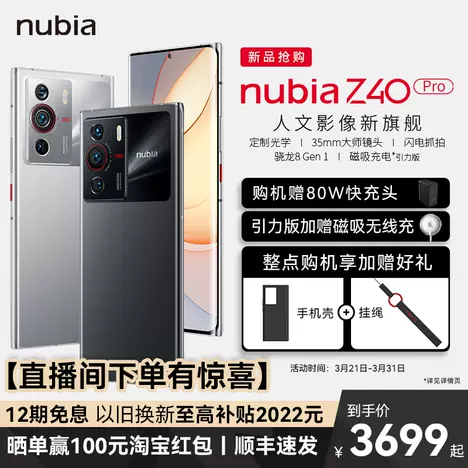 nubia
新品抢购
nubia Z40 Pro
人文影像新旗舰
定制光学 | 35mm大师镜头 | 闪电抓拍
骁龙8 Gen 1 | 磁吸充电*引力版
nubia
购机赠80W快充头
引力版加赠磁吸无线充
整点购机享加赠好礼
手机壳 + 挂绳
活动时间：3月21日-3月31日
*详见详情页
【直播间下单有惊喜】
12期免息 以旧换新至高补贴2022元
晒单赢100元淘宝红包 | 顺丰速发
到手价
¥3699起